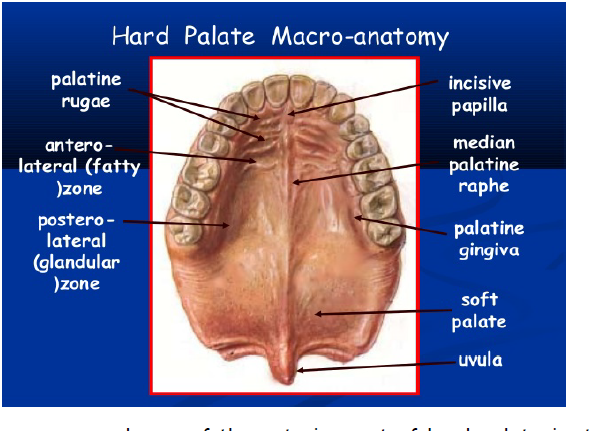 Hard Palate Macro-anatomy
palatine
rugae
antero-
lateral (fatty
)zone
postero-
lateral
(glandular
)zone
incisive
papilla
median
palatine
raphe
palatine
gingiva
soft
palate
uvula